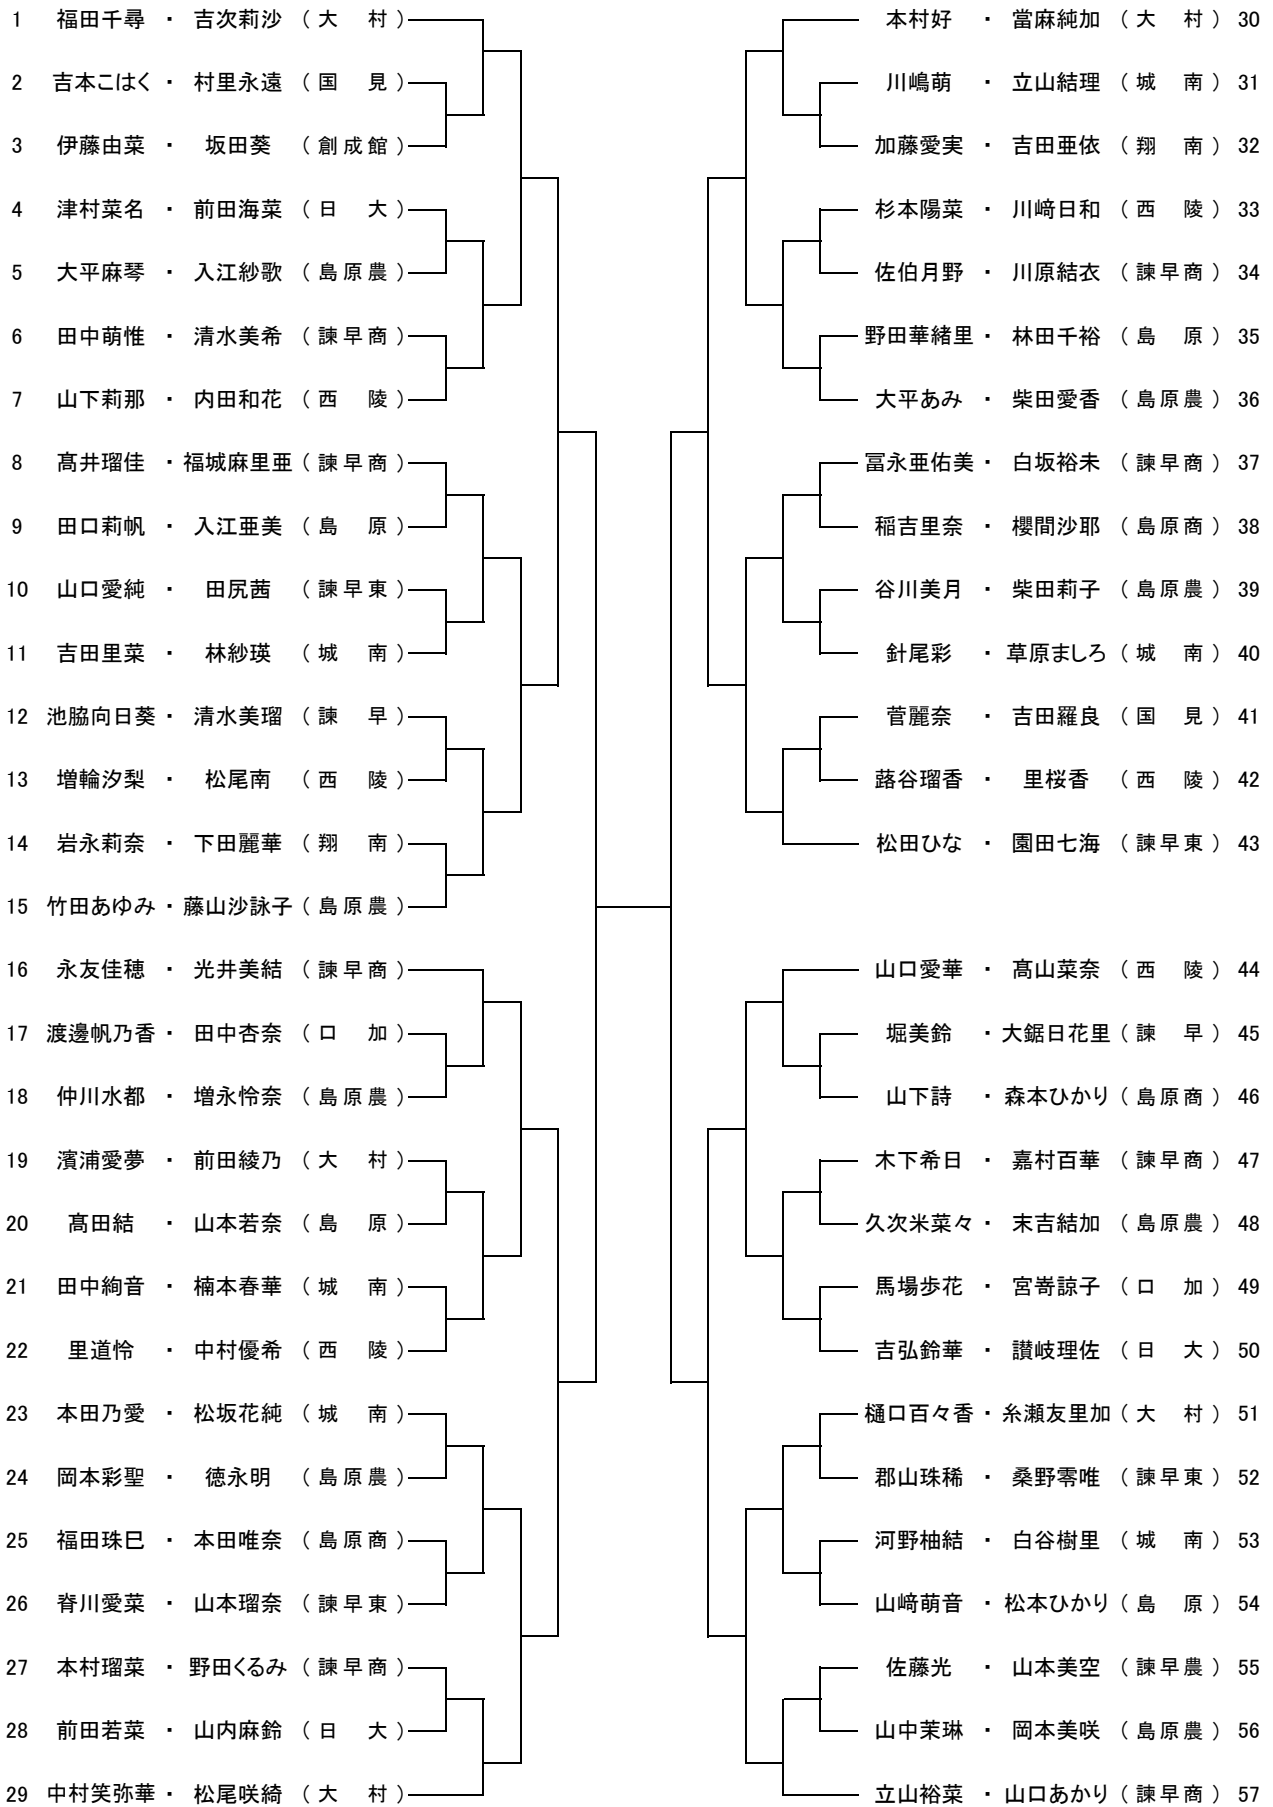 1 福田千尋 ・ 吉次莉沙 （ 大 村 ）
2 吉本こはく ・ 村里永遠 （ 国 見 ）
3 伊藤由菜 ・ 坂田葵 （ 創成館 ）
4 津村菜名 ・ 前田海菜 （ 日 大 ）
5 大平麻琴 ・ 入江紗歌 （ 島原農 ）
6 田中萌惟 ・ 清水美希 （ 諫早商 ）
7 山下莉那 ・ 内田和花 （ 西 陵 ）
8 髙井瑠佳 ・ 福城麻里亜 （ 諫早商 ）
9 田口莉帆 ・ 入江亜美 （ 島 原 ）
10 山口愛純 ・ 田尻茜 （ 諫早東 ）
11 吉田里菜 ・ 林紗瑛 （ 城 南 ）
12 池脇向日葵 ・ 清水美瑠 （ 諫 早 ）
13 増輪汐梨 ・ 松尾南 （ 西 陵 ）
14 岩永莉奈 ・ 下田麗華 （ 翔 南 ）
15 竹田あゆみ ・ 藤山沙詠子 （ 島原農 ）
16 永友佳穂 ・ 光井美結 （ 諫早商 ）
17 渡邊帆乃香 ・ 田中杏奈 （ 口 加 ）
18 仲川水都 ・ 増永怜奈 （ 島原農 ）
19 濱浦愛夢 ・ 前田綾乃 （ 大 村 ）
20 髙田結 ・ 山本若奈 （ 島 原 ）
21 田中絢音 ・ 楠本春華 （ 城 南 ）
22 里道怜 ・ 中村優希 （ 西 陵 ）
23 本田乃愛 ・ 松坂花純 （ 城 南 ）
24 岡本彩聖 ・ 徳永明 （ 島原農 ）
25 福田珠巳 ・ 本田唯奈 （ 島原商 ）
26 脊川愛菜 ・ 山本瑠奈 （ 諫早東 ）
27 本村瑠菜 ・ 野田くるみ （ 諫早商 ）
28 前田若菜 ・ 山内麻鈴 （ 日 大 ）
29 中村笑弥華 ・ 松尾咲綺 （ 大 村 ）
本村好 ・ 當麻純加 （ 大 村 ） 30
川嶋萌 ・ 立山結理 （ 城 南 ） 31
加藤愛実 ・ 吉田亜依 （ 翔 南 ） 32
杉本陽菜 ・ 川﨑日和 （ 西 陵 ） 33
佐伯月野 ・ 川原結衣 （ 諫早商 ） 34
野田華緒里 ・ 林田千裕 （ 島 原 ） 35
大平あみ ・ 柴田愛香 （ 島原農 ） 36
冨永亜佑美 ・ 白坂裕未 （ 諫早商 ） 37
稲吉里奈 ・ 櫻間沙耶 （ 島原商 ） 38
谷川美月 ・ 柴田莉子 （ 島原農 ） 39
針尾彩 ・ 草原ましろ （ 城 南 ） 40
菅麗奈 ・ 吉田羅良 （ 国 見 ） 41
蕗谷瑠香 ・ 里桜香 （ 西 陵 ） 42
松田ひな ・ 園田七海 （ 諫早東 ） 43
山口愛華 ・ 髙山菜奈 （ 西 陵 ） 44
堀美鈴 ・ 大鋸日花里 （ 諫 早 ） 45
山下詩 ・ 森本ひかり （ 島原商 ） 46
木下希日 ・ 嘉村百華 （ 諫早商 ） 47
久次米菜々 ・ 末吉結加 （ 島原農 ） 48
馬場歩花 ・ 宮嵜諒子 （ 口 加 ） 49
吉弘鈴華 ・ 讃岐理佐 （ 日 大 ） 50
樋口百々香 ・ 糸瀬友里加 （ 大 村 ） 51
郡山珠稀 ・ 桑野零唯 （ 諫早東 ） 52
河野柚結 ・ 白谷樹里 （ 城 南 ） 53
山﨑萌音 ・ 松本ひかり （ 島 原 ） 54
佐藤光 ・ 山本美空 （ 諫早農 ） 55
山中茉琳 ・ 岡本美咲 （ 島原農 ） 56
立山裕菜 ・ 山口あかり （ 諫早商 ） 57